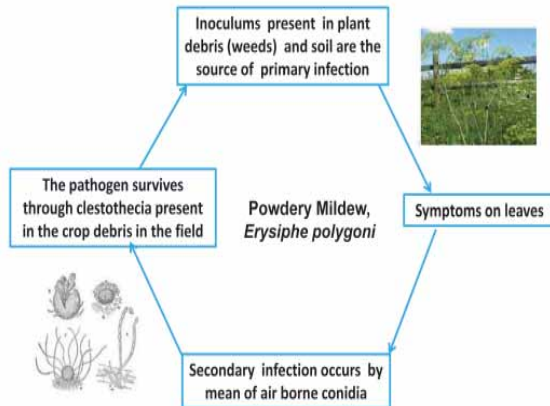 Inoculums present in plant
debris (weeds) and soil are the
source of primary infection
The pathogen survives
through clestothecia present
in the crop debris in the field
Powdery Mildew,
Erysiphe polygoni
Symptoms on leaves
Secondary infection occurs by
mean of air borne conidia